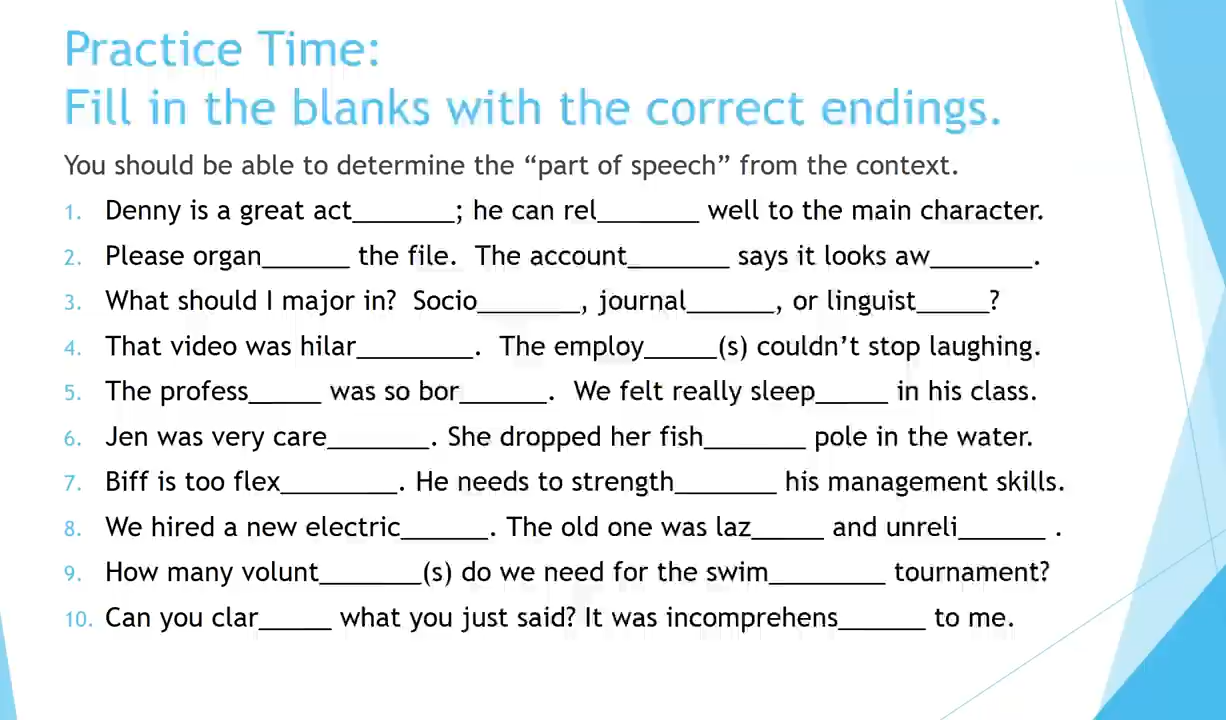 Practice Time:
Fill in the blanks with the correct endings.
You should be able to determine the “part of speech” from the context.
1. Denny is a great act_______; he can rel_______ well to the main character.
2. Please organ______ the file.  The account_______ says it looks aw_______.
3. What should I major in?  Socio_______, journal______, or linguist_____?
4. That video was hilar________.  The employ_____(s) couldn’t stop laughing.
5. The profess_____ was so bor______.  We felt really sleep_____ in his class.
6. Jen was very care_______. She dropped her fish_______ pole in the water.
7. Biff is too flex________. He needs to strength_______ his management skills.
8. We hired a new electric______. The old one was laz_____ and unreli______ .
9. How many volunt_______(s) do we need for the swim________ tournament?
10. Can you clar_____ what you just said? It was incomprehens______ to me.